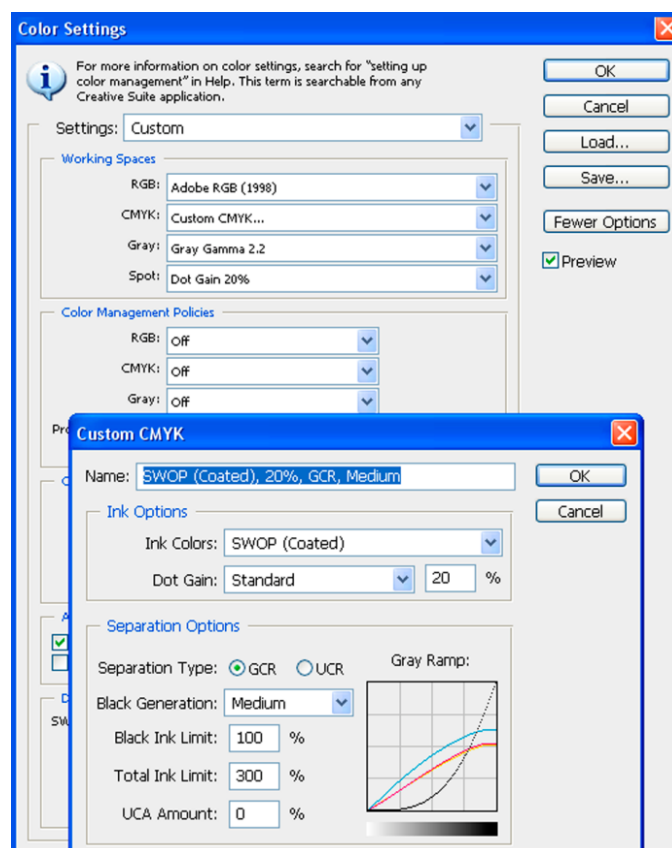 Color Settings
For more information on color settings, search for "setting up
color management" in Help. This term is searchable from any
Creative Suite application.
OK
Cancel
Load...
Save...
Fewer Options
Preview
Settings: Custom
Working Spaces
RGB: Adobe RGB (1998)
CMYK: Custom CMYK...
Gray: Gray Gamma 2.2
Spot: Dot Gain 20%
Color Management Policies
RGB: Off
CMYK: Off
Gray: Off
Custom CMYK
Name: SWOP (Coated), 20%, GCR, Medium
OK
Cancel
Ink Options
Ink Colors: SWOP (Coated)
Dot Gain: Standard 20 %
Separation Options
Separation Type: GCR UCR
Gray Ramp:
Black Generation: Medium
Black Ink Limit: 100 %
Total Ink Limit: 300 %
UCA Amount: 0 %